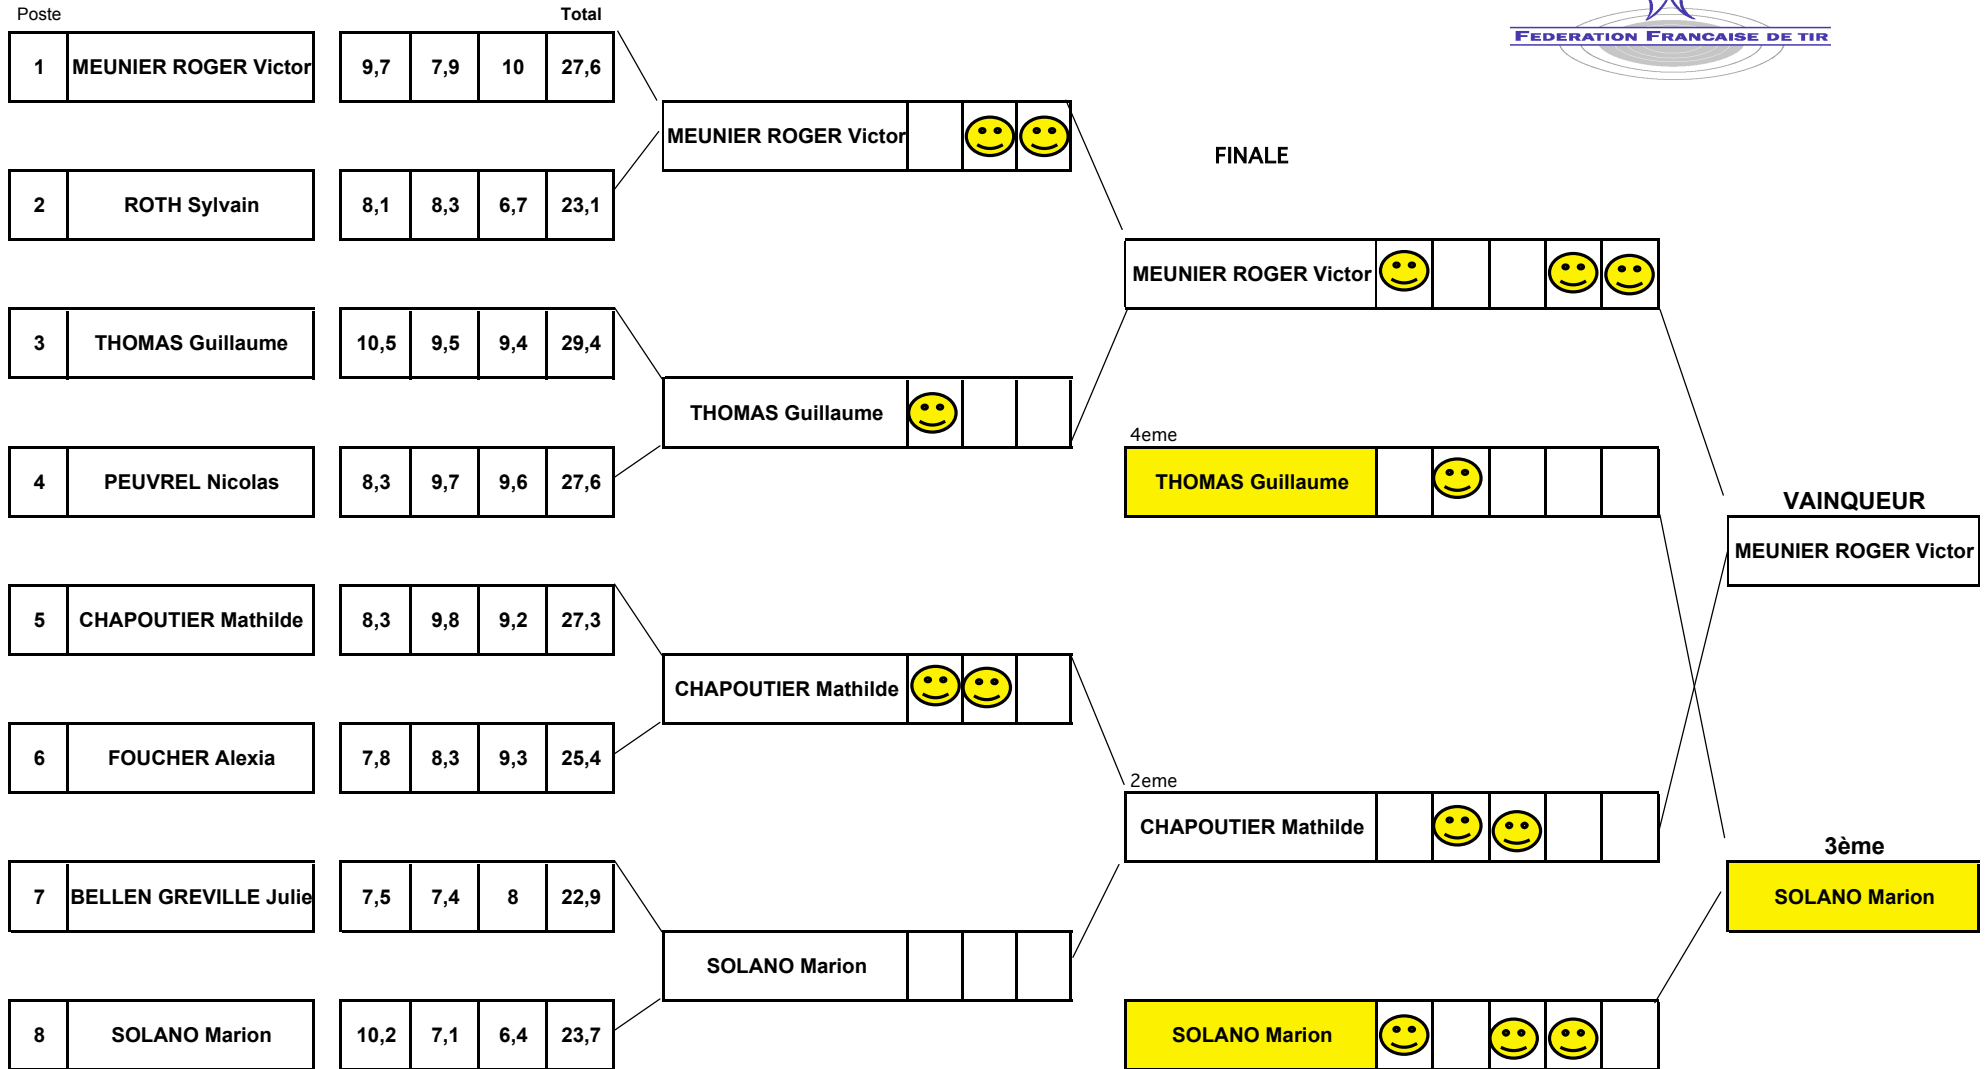 Poste Total
FEDERATION FRANCAISE DE TIR
1 MEUNIER ROGER Victor 9,7 7,9 10 27,6
MEUNIER ROGER Victor
FINALE
2 ROTH Sylvain 8,1 8,3 6,7 23,1
MEUNIER ROGER Victor
3 THOMAS Guillaume 10,5 9,5 9,4 29,4
THOMAS Guillaume
4eme
4 PEUVREL Nicolas 8,3 9,7 9,6 27,6
THOMAS Guillaume
VAINQUEUR
MEUNIER ROGER Victor
5 CHAPOUTIER Mathilde 8,3 9,8 9,2 27,3
CHAPOUTIER Mathilde
6 FOUCHER Alexia 7,8 8,3 9,3 25,4
2eme
CHAPOUTIER Mathilde
3ème
7 BELLEN GREVILLE Julie 7,5 7,4 8 22,9
SOLANO Marion
SOLANO Marion
8 SOLANO Marion 10,2 7,1 6,4 23,7
SOLANO Marion